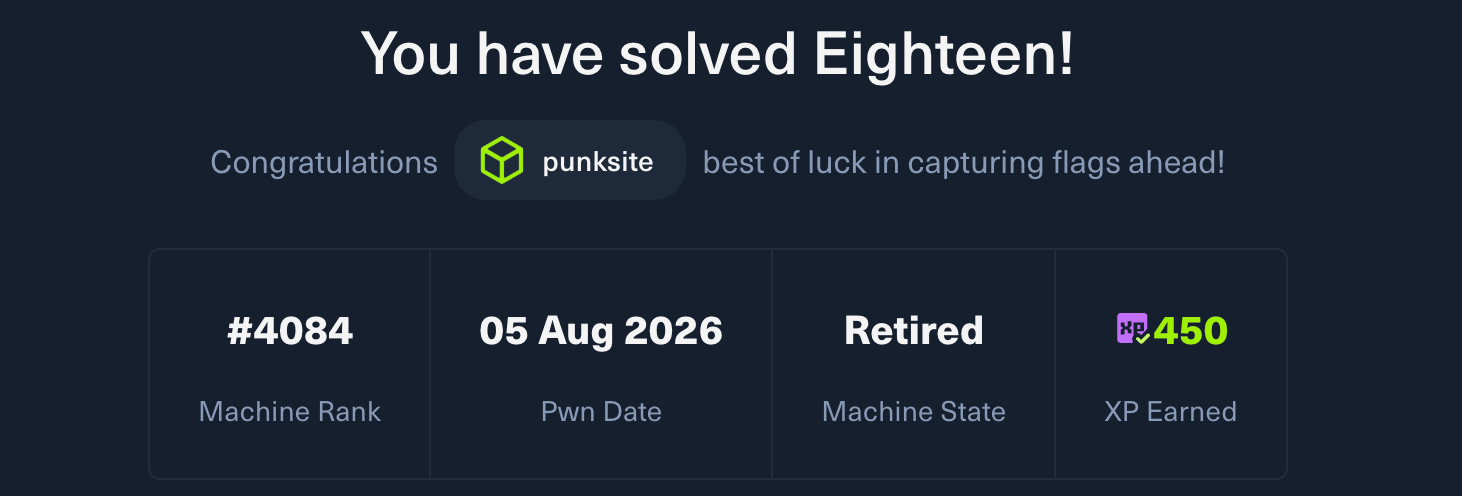 You have solved Eighteen!
Congratulations punksite best of luck in capturing flags ahead!
#4084 05 Aug 2026 Retired XP 450
Machine Rank Pwn Date Machine State XP Earned